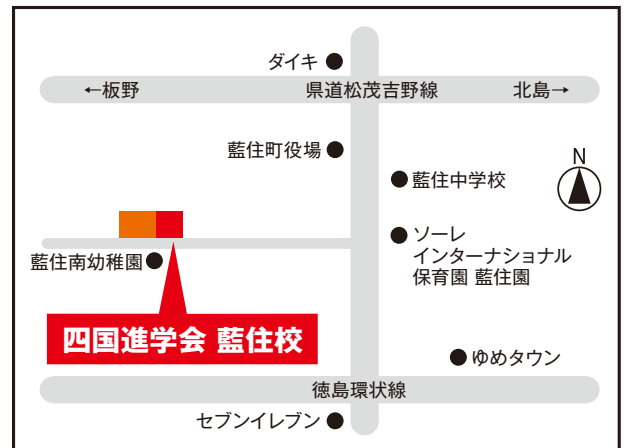 ダイキ
←板野
県道松茂吉野線
北島→
藍住町役場
藍住中学校
N
ソーレ
インターナショナル
保育園 藍住園
藍住南幼稚園
四国進学会 藍住校
ゆめタウン
徳島環状線
セブンイレブン